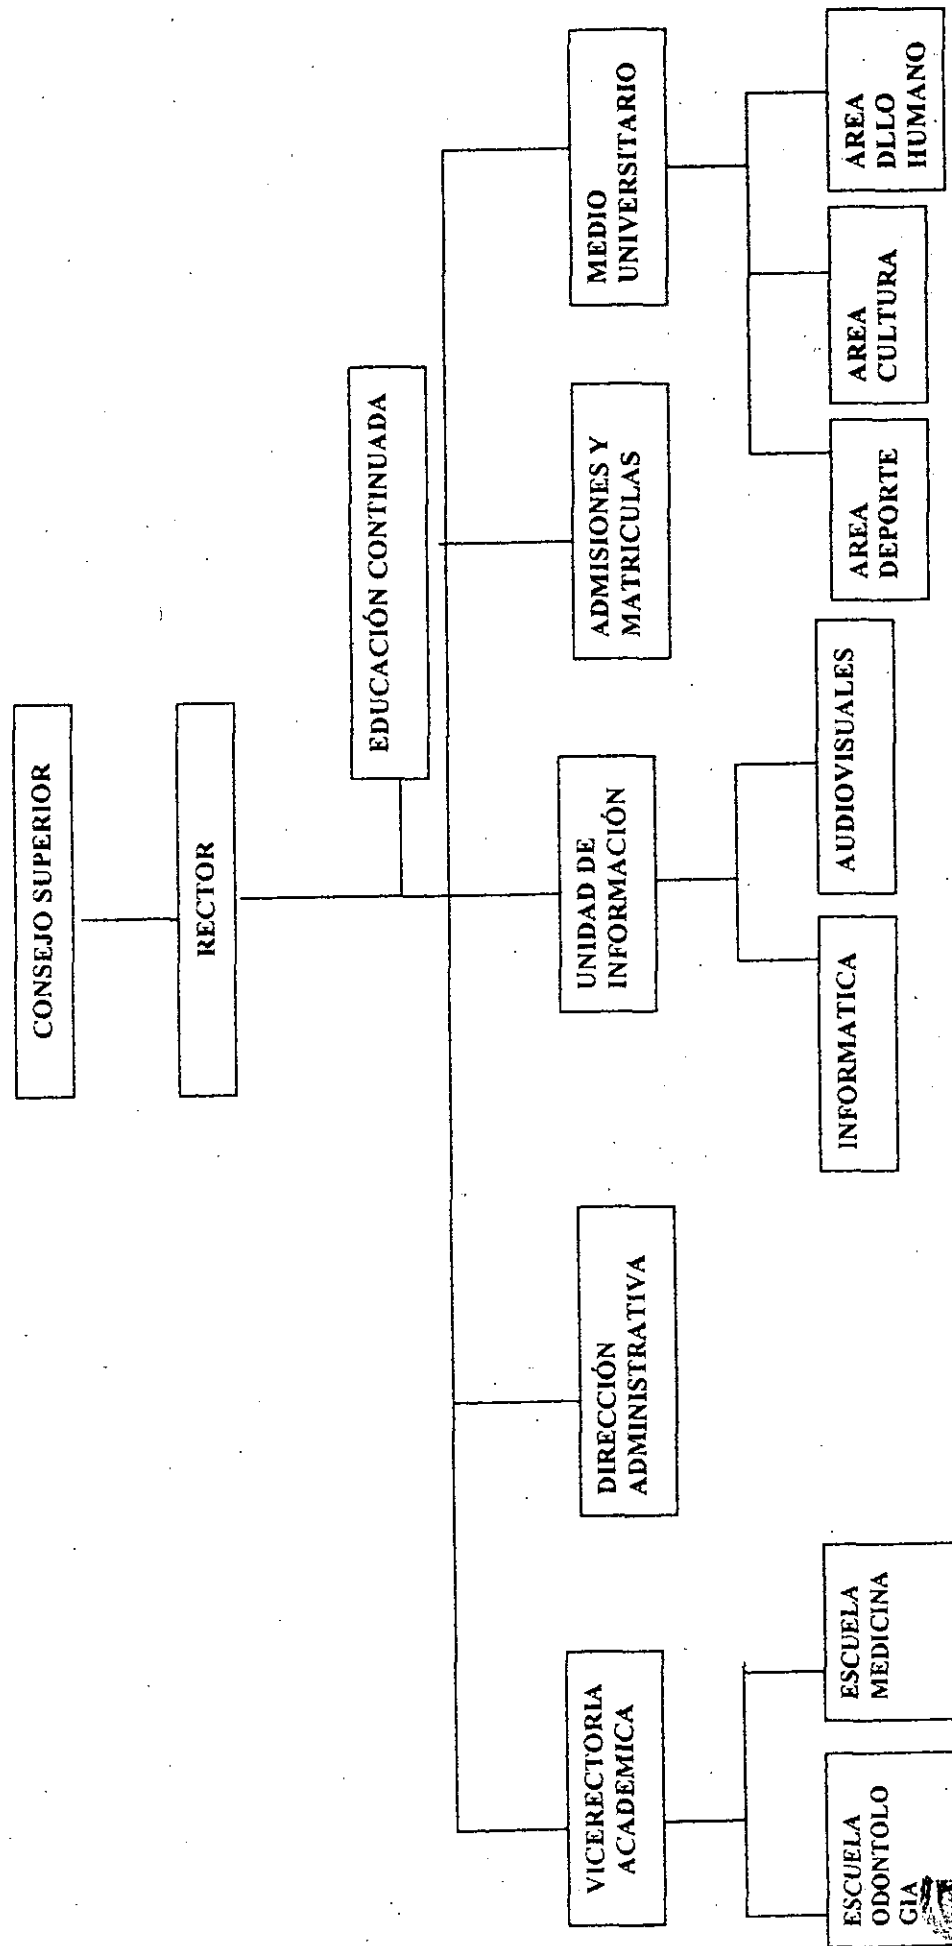 CONSEJO SUPERIOR
RECTOR
EDUCACIÓN CONTINUADA
VICERECTORIA
ACADEMICA
DIRECCIÓN
ADMINISTRATIVA
UNIDAD DE
INFORMACIÓN
ADMISIONES Y
MATRICULAS
MEDIO
UNIVERSITARIO
ESCUELA
ODONTOLO
GIA
ESCUELA
MEDICINA
INFORMATICA
AUDIOVISUALES
AREA
DEPORTE
AREA
CULTURA
AREA
DLLO
HUMANO